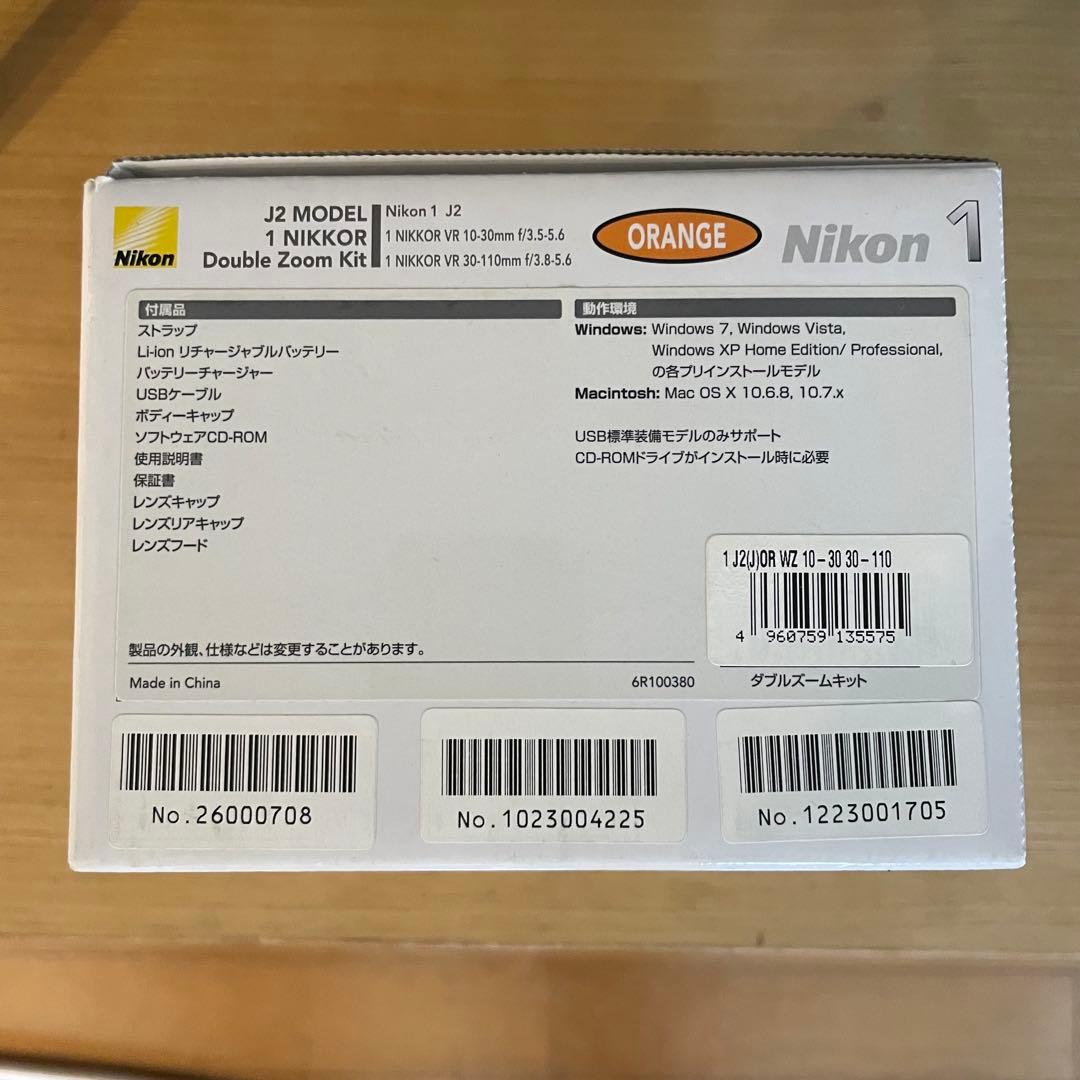 Nikon
J2 MODEL
1 NIKKOR
Double Zoom Kit
Nikon 1 J2
1 NIKKOR VR 10-30mm f/3.5-5.6
1 NIKKOR VR 30-110mm f/3.8-5.6
ORANGE
Nikon 1
付属品
ストラップ
Li-ion リチャージャブルバッテリー
バッテリーチャージャー
USBケーブル
ボディーキャップ
ソフトウェアCD-ROM
使用説明書
保証書
レンズキャップ
レンズリアキャップ
レンズフード
動作環境
Windows: Windows 7, Windows Vista,
Windows XP Home Edition/ Professional,
の各プリインストールモデル
Macintosh: Mac OS X 10.6.8, 10.7.x
USB標準装備モデルのみサポート
CD-ROMドライブがインストール時に必要
1 J2(J)OR WZ 10-30 30-110
4 960759 135575
製品の外観、仕様などは変更することがあります。
Made in China
6R100380
ダブルズームキット
No.26000708
No.1023004225
No.1223001705